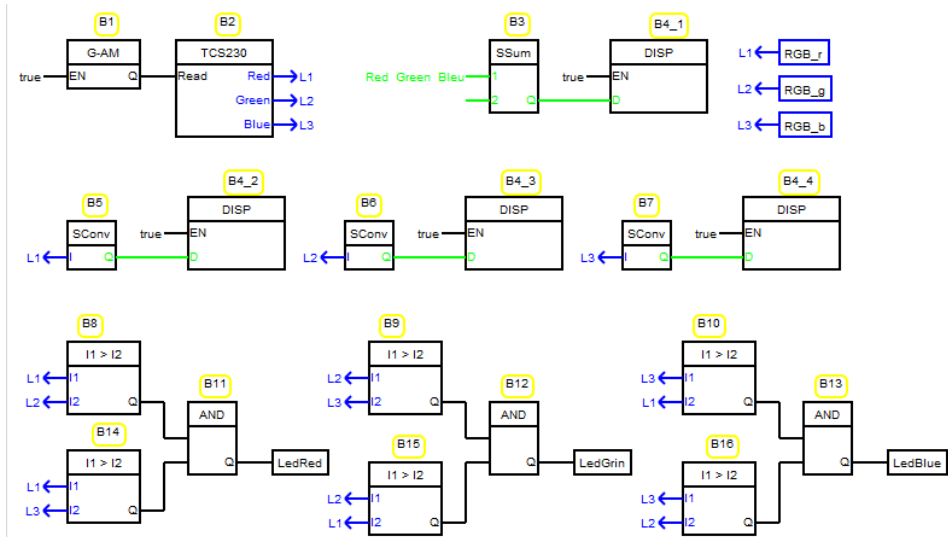 B1 B2 B3 B4_1
G-AM TCS230 SSum DISP
L1 RGB_r
true EN Q Read Red L1 Red Green Bleu 1 true EN
Green L2 2 Q D L2 RGB_g
Blue L3 L3 RGB_b
B4_2 B4_3 B4_4
B5 B6 B7
DISP DISP DISP
SConv true EN SConv true EN SConv true EN
L1 I Q D L2 I Q D L3 I Q D
B8 B9 B10
I1 > I2 I1 > I2 I1 > I2
L1 I1 B11 L2 I1 B12 L3 I1 B13
L2 I2 Q L3 I2 Q L1 I2 Q
AND AND AND
B14 B15 B16
I1 > I2 Q LedRed Q LedGrin Q LedBlue
I1 > I2 I1 > I2
L1 I1 L2 I1 L3 I1
L3 I2 Q L1 I2 Q L2 I2 Q